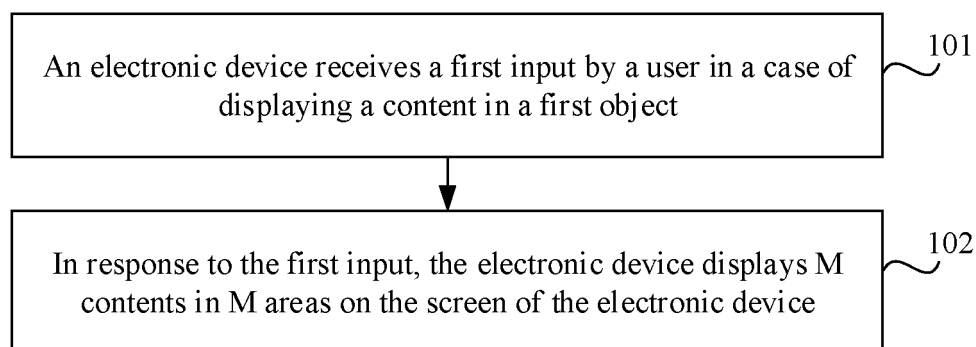 101
An electronic device receives a first input by a user in a case of
displaying a content in a first object
102
In response to the first input, the electronic device displays M
contents in M areas on the screen of the electronic device